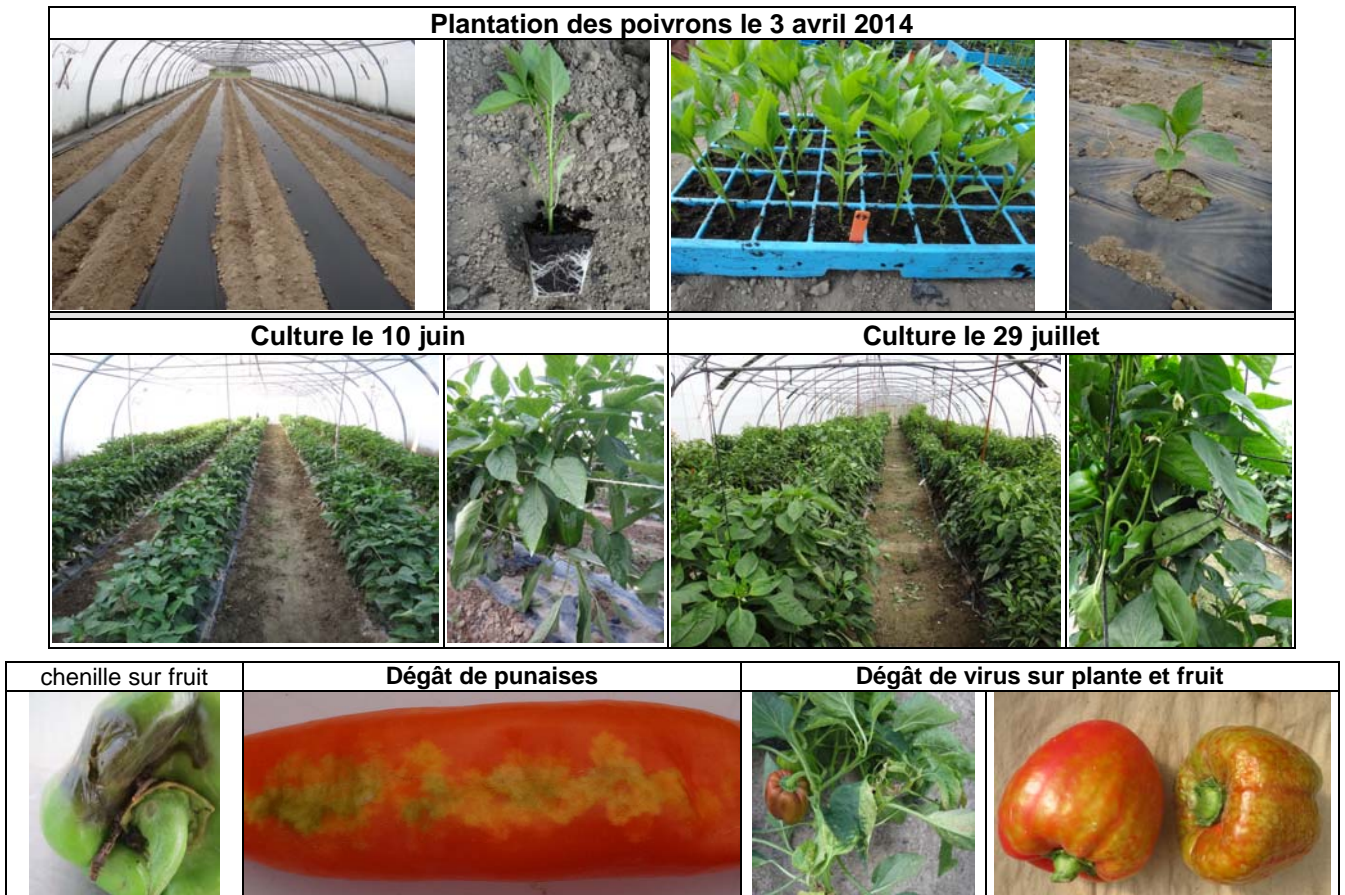 Plantation des poivrons le 3 avril 2014
Culture le 10 juin
Culture le 29 juillet
chenille sur fruit
Dégât de punaises
Dégât de virus sur plante et fruit